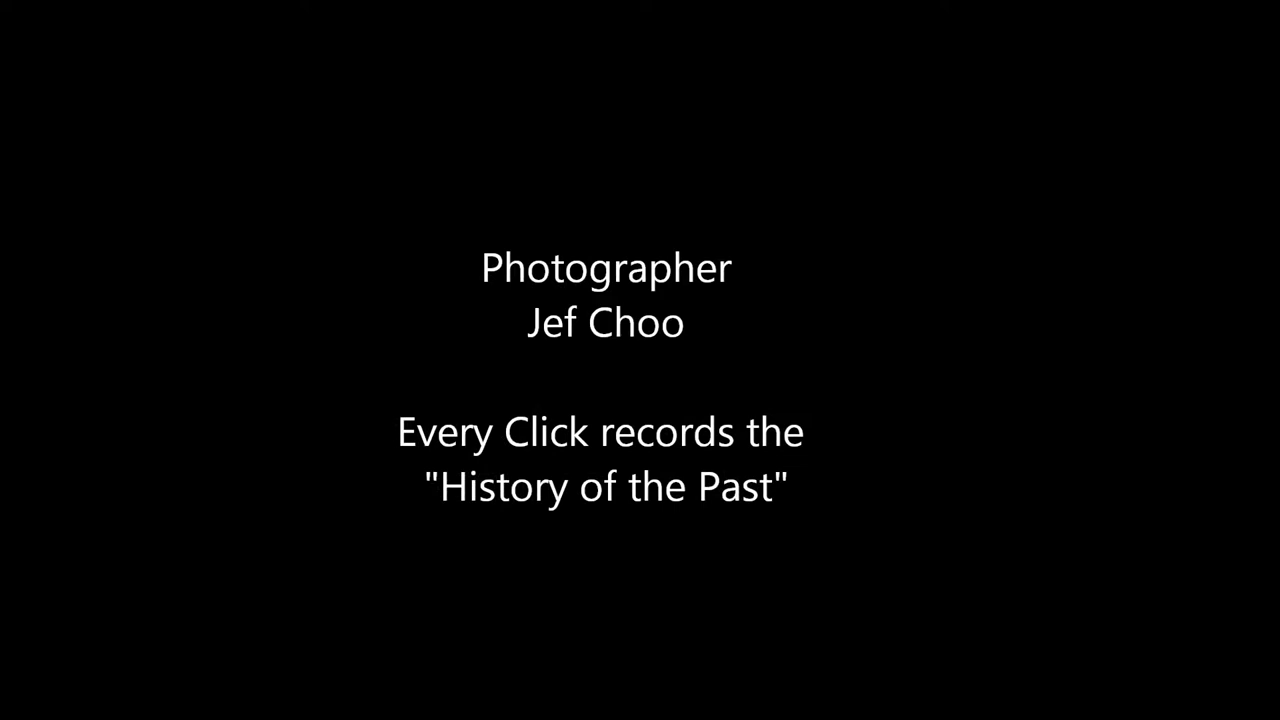 Photographer
Jef Choo
Every Click records the
"History of the Past"